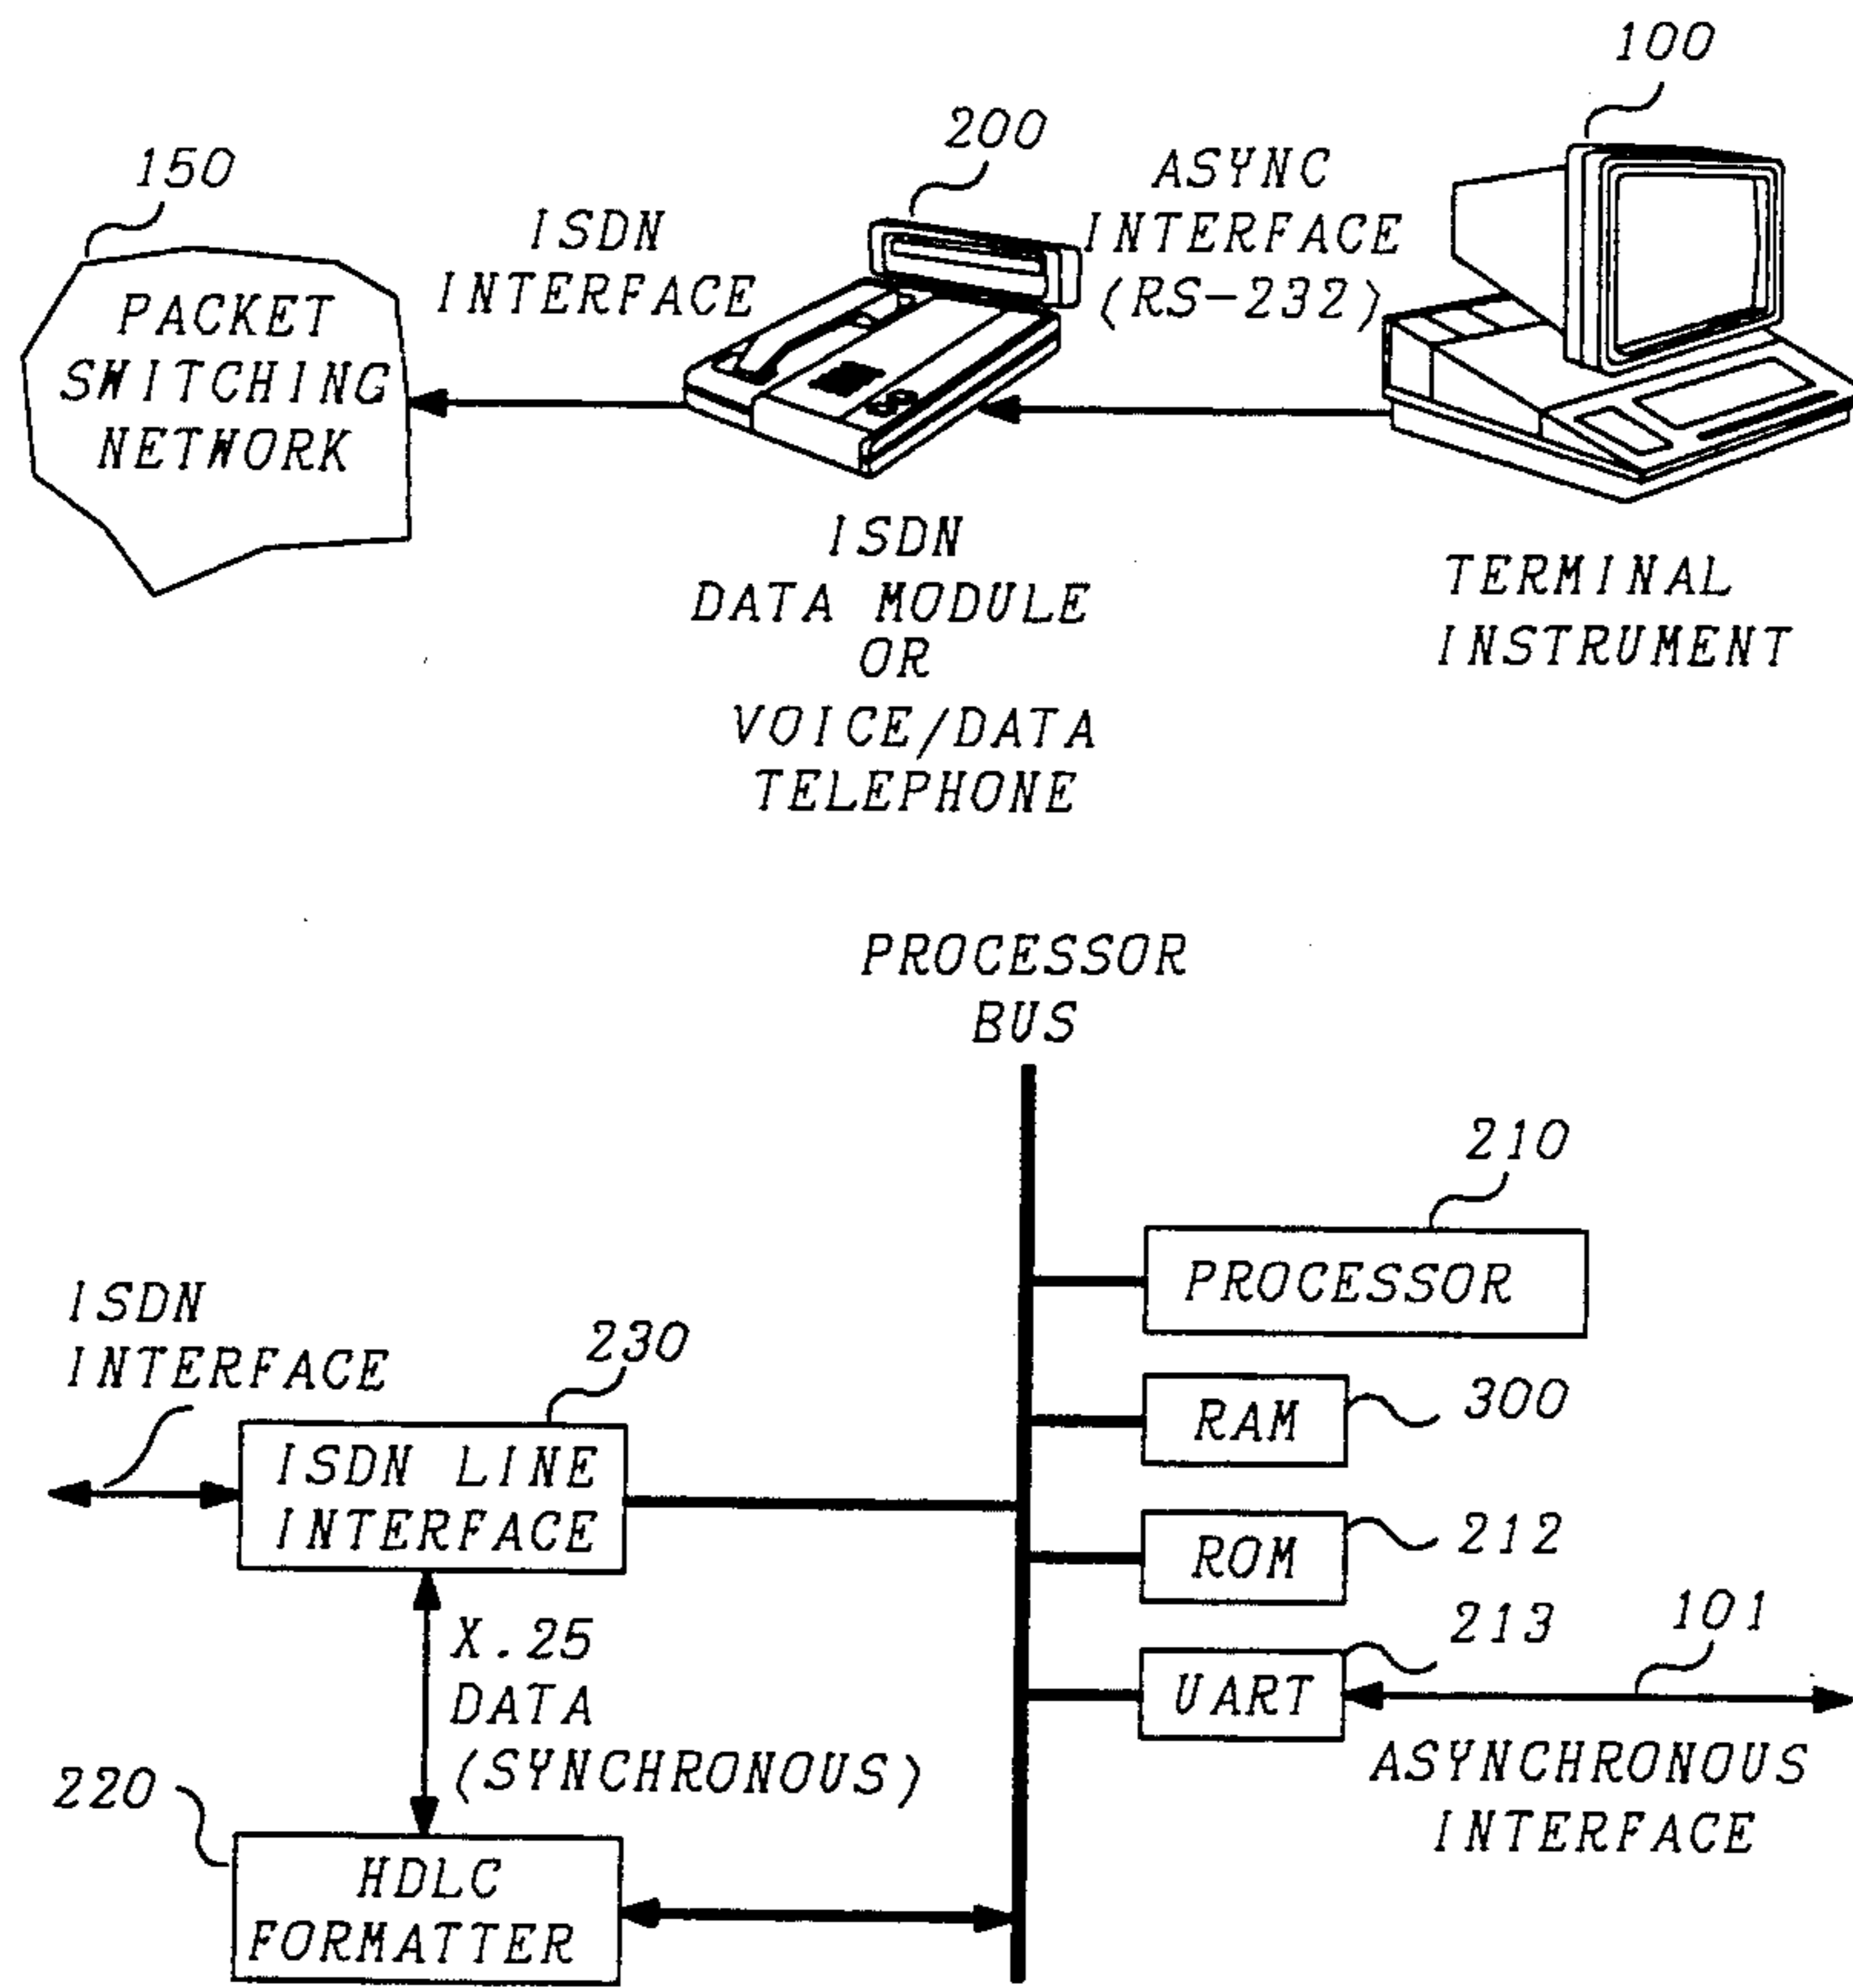 100
200
150
ASYNC
INTERFACE
(RS-232)
ISDN
INTERFACE
PACKET
SWITCHING
NETWORK
ISDN
DATA MODULE
OR
VOICE/DATA
TELEPHONE
TERMINAL
INSTRUMENT
PROCESSOR
BUS
210
PROCESSOR
ISDN
INTERFACE
230
300
RAM
ISDN LINE
INTERFACE
212
ROM
101
213
X.25
DATA
(SYNCHRONOUS)
UART
ASYNCHRONOUS
INTERFACE
220
HDLC
FORMATTER